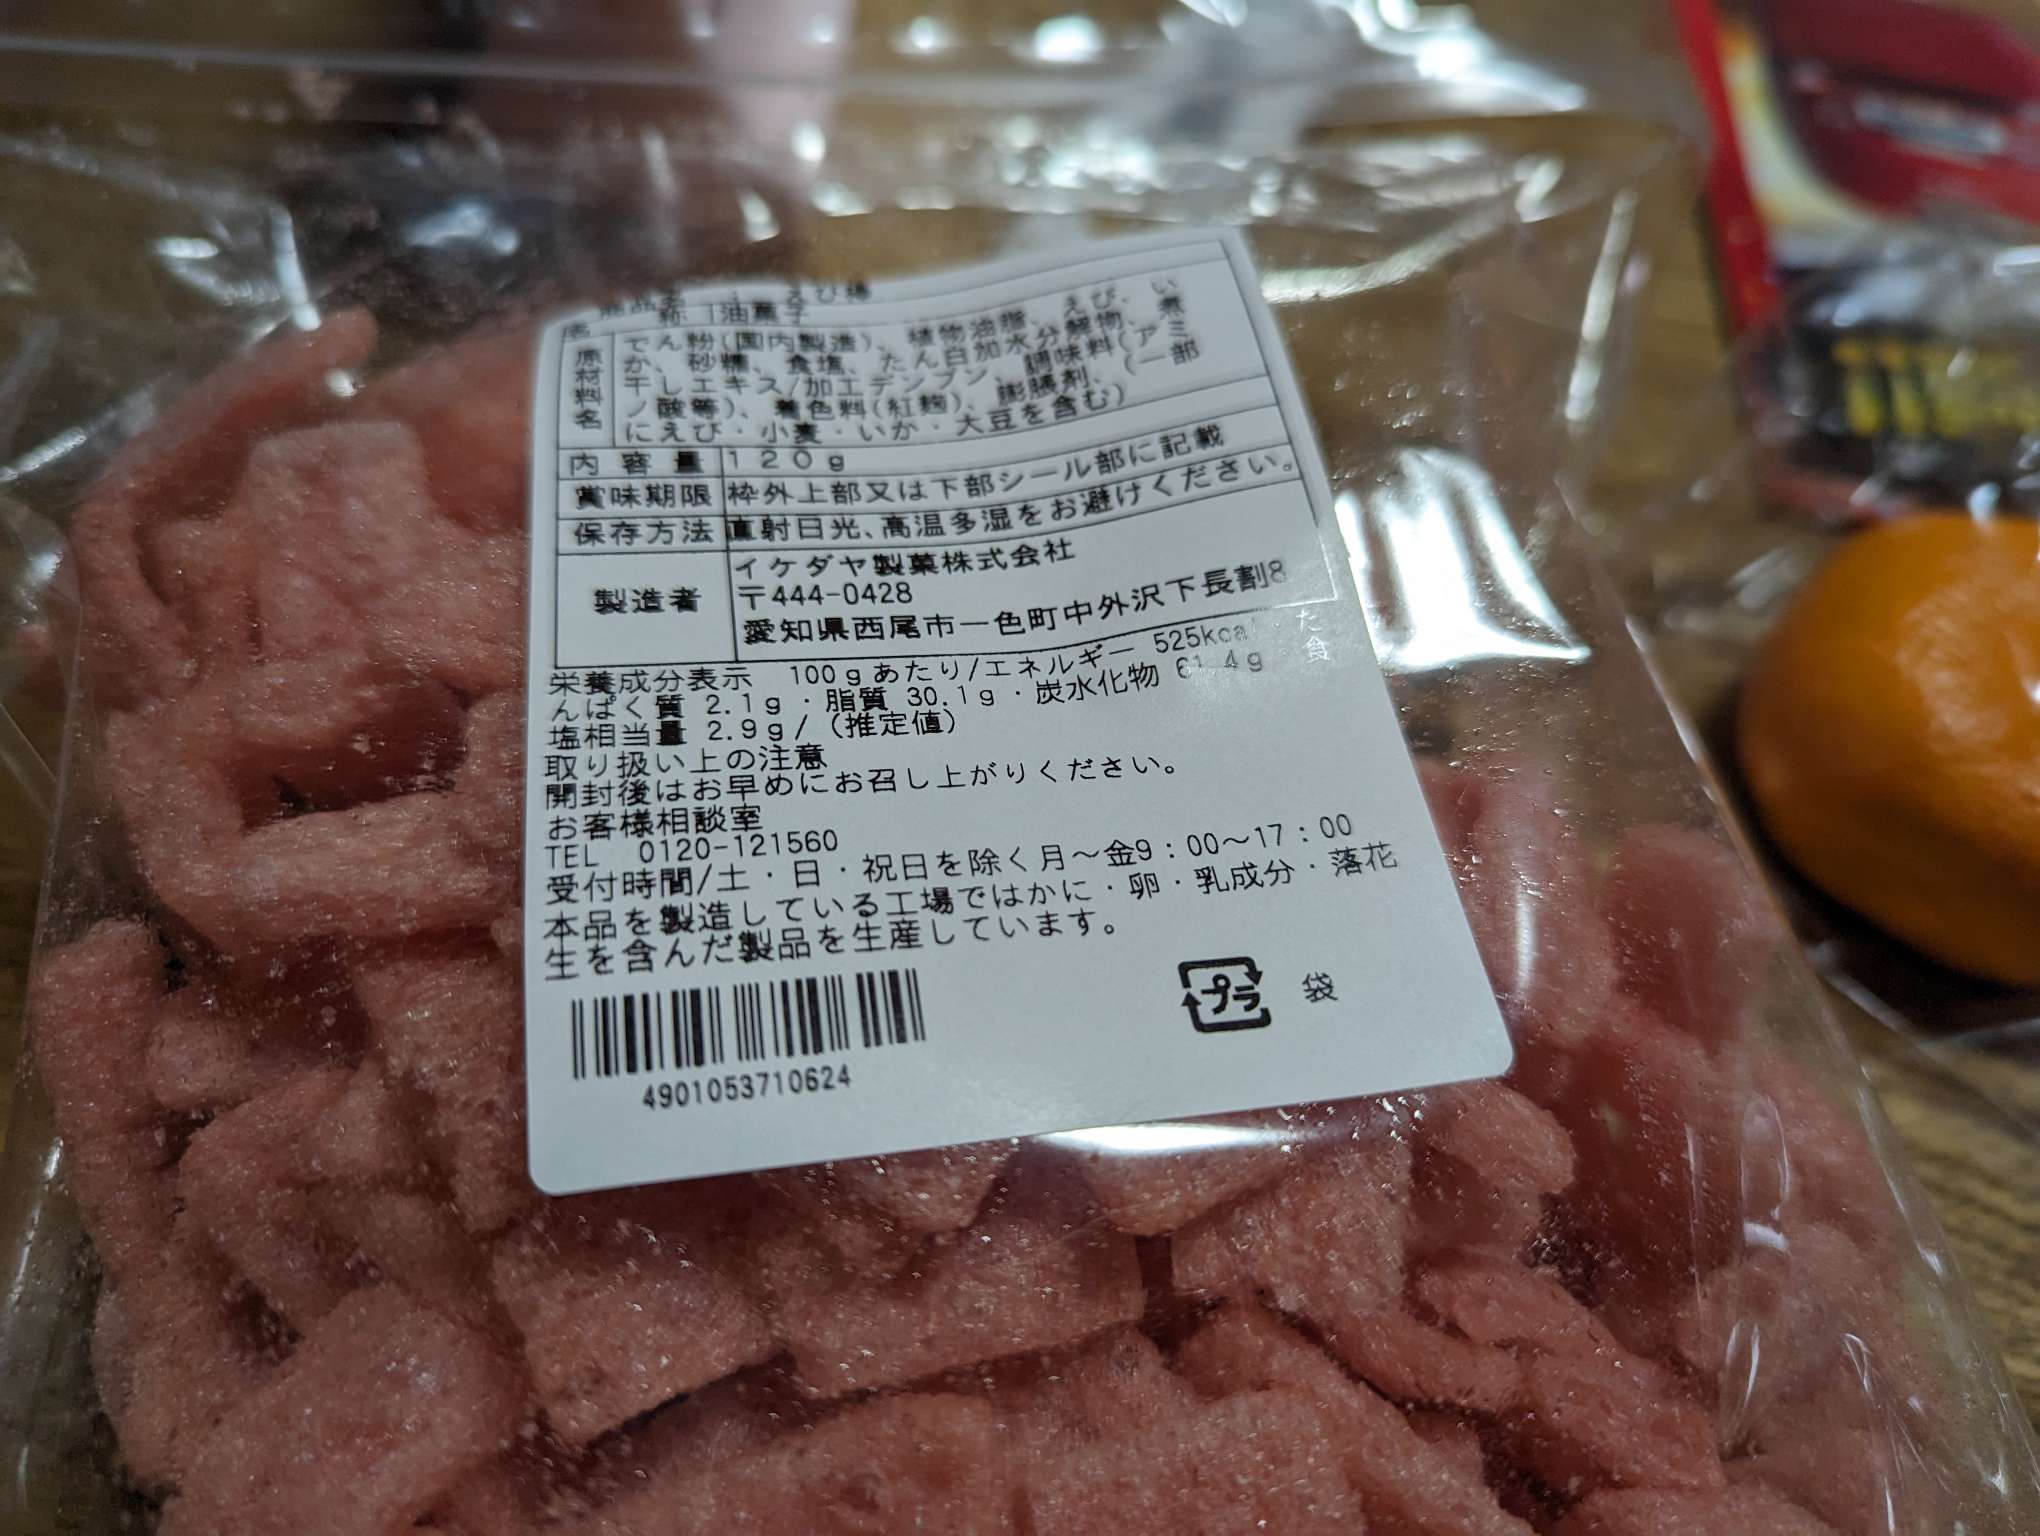 名 称 油菓子
原材料名 でん粉(国内製造)、植物油脂、えび、い
か、砂糖、食塩、たん白加水分解物、煮
干しエキス/加工デンプン、調味料(アミ
ノ酸等)、着色料(紅麹)、膨脹剤、(一部
にえび・小麦・いか・大豆を含む)
内 容 量 120g
賞味期限 枠外上部又は下部シール部に記載
保存方法 直射日光、高温多湿をお避けください。
製造者 イケダヤ製菓株式会社
〒444-0428
愛知県西尾市一色町中外沢下長割8
栄養成分表示 100gあたり/エネルギー 525kcal た
んぱく質 2.1g・脂質 30.1g・炭水化物 61.4g 食
塩相当量 2.9g/(推定値)
取り扱い上の注意
開封後はお早めにお召し上がりください。
お客様相談室
TEL 0120-121560
受付時間/土・日・祝日を除く月～金9:00～17:00
本品を製造している工場ではかに・卵・乳成分・落花
生を含んだ製品を生産しています。
プラ 袋
4901053710624